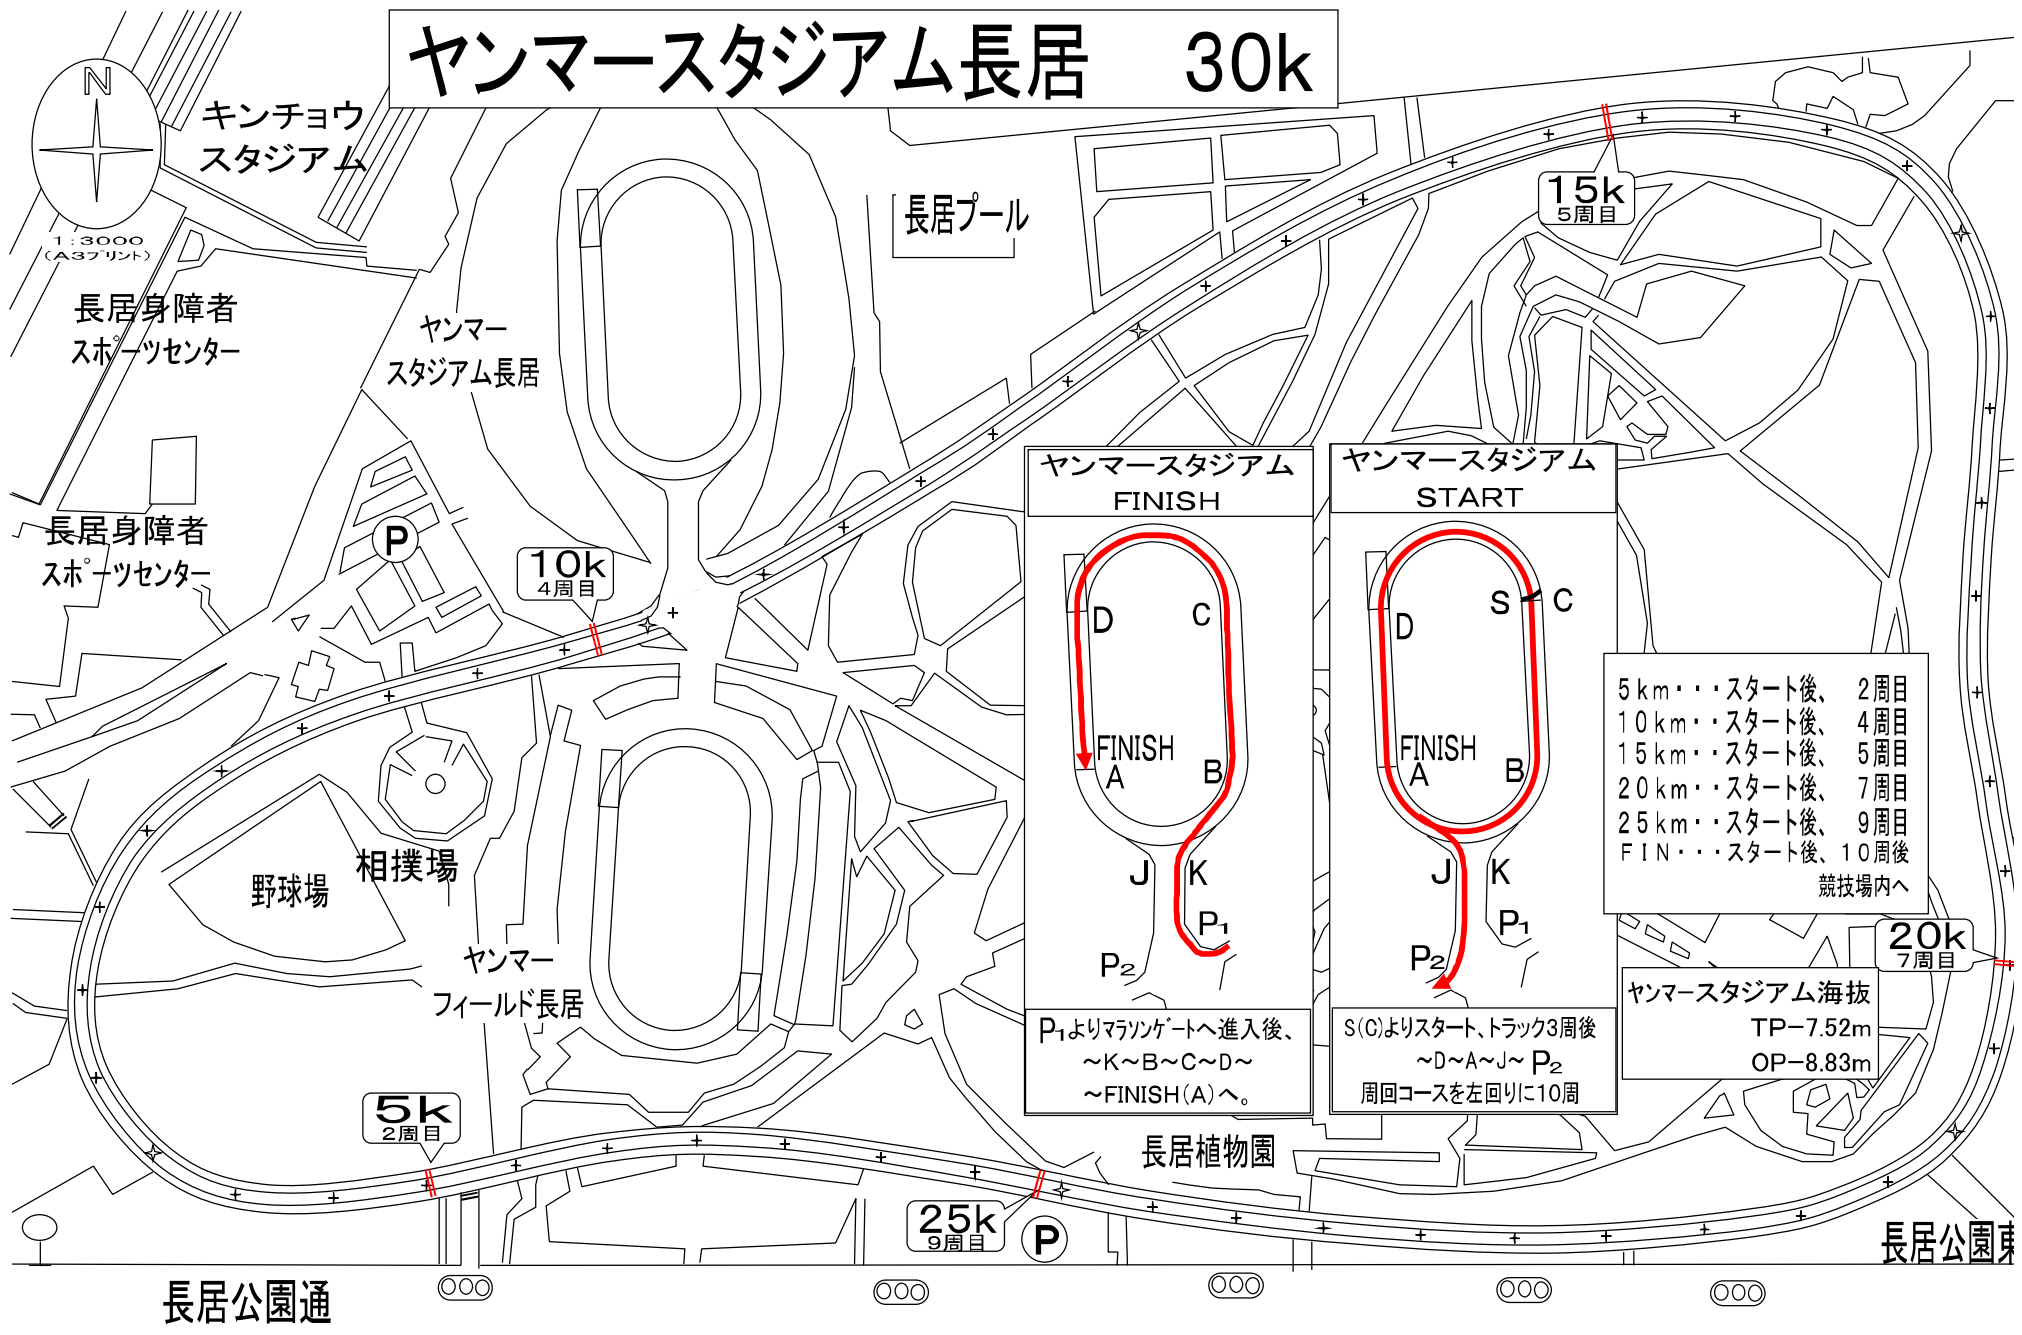 ヤンマースタジアム長居　30k
N
1:3000
(A3プリント)
キンチョウ
スタジアム
長居身障者
スポーツセンター
ヤンマー
スタジアム長居
長居プール
15k
5周目
長居身障者
スポーツセンター
P
10k
4周目
相撲場
野球場
ヤンマー
フィールド長居
5k
2周目
ヤンマースタジアム
FINISH
D
C
FINISH
A
B
J
K
P1
P2
P1よりマラソンゲートへ進入後、
～K～B～C～D～
～FINISH(A)へ。
ヤンマースタジアム
START
S
C
D
FINISH
A
B
J
K
P1
P2
S(C)よりスタート、トラック3周後
～D～A～J～P2
周回コースを左回りに10周
5km・・・スタート後、　2周目
10km・・スタート後、　4周目
15km・・スタート後、　5周目
20km・・スタート後、　7周目
25km・・スタート後、　9周目
FIN・・・スタート後、10周後
競技場内へ
20k
7周目
ヤンマースタジアム海抜
TP－7.52m
OP－8.83m
長居植物園
25k
9周目
P
長居公園東
長居公園通